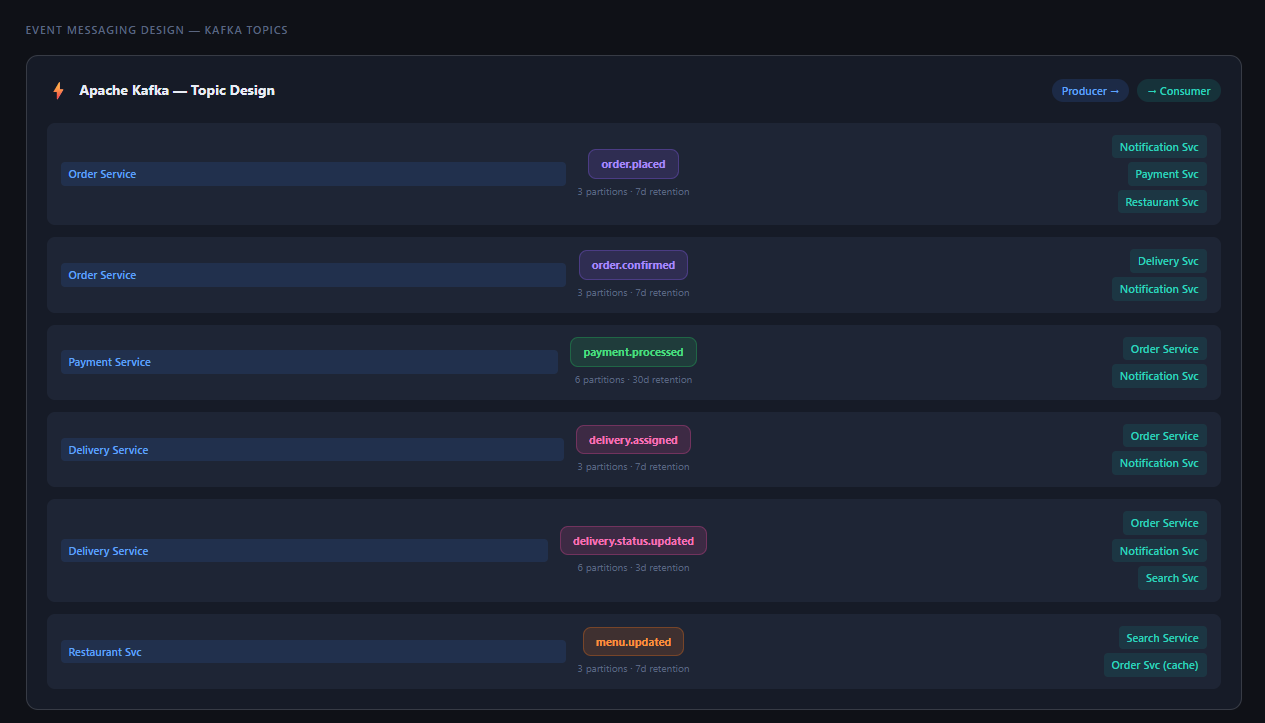 EVENT MESSAGING DESIGN — KAFKA TOPICS
Apache Kafka — Topic Design
Producer →
→ Consumer
Order Service
order.placed
3 partitions · 7d retention
Notification Svc
Payment Svc
Restaurant Svc
Order Service
order.confirmed
3 partitions · 7d retention
Delivery Svc
Notification Svc
Payment Service
payment.processed
6 partitions · 30d retention
Order Service
Notification Svc
Delivery Service
delivery.assigned
3 partitions · 7d retention
Order Service
Notification Svc
Delivery Service
delivery.status.updated
6 partitions · 3d retention
Order Service
Notification Svc
Search Svc
Restaurant Svc
menu.updated
3 partitions · 7d retention
Search Service
Order Svc (cache)